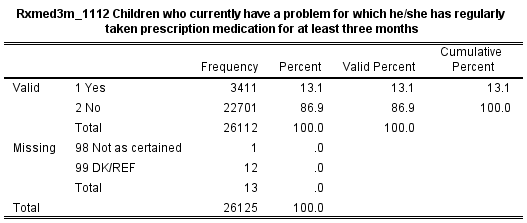 Rxmed3m_1112 Children who currently have a problem for which he/she has regularly
taken prescription medication for at least three months
Frequency Percent Valid Percent Cumulative Percent
Valid 1 Yes 3411 13.1 13.1 13.1
2 No 22701 86.9 86.9 100.0
Total 26112 100.0 100.0
Missing 98 Not as certained 1 .0
99 DK/REF 12 .0
Total 13 .0
Total 26125 100.0